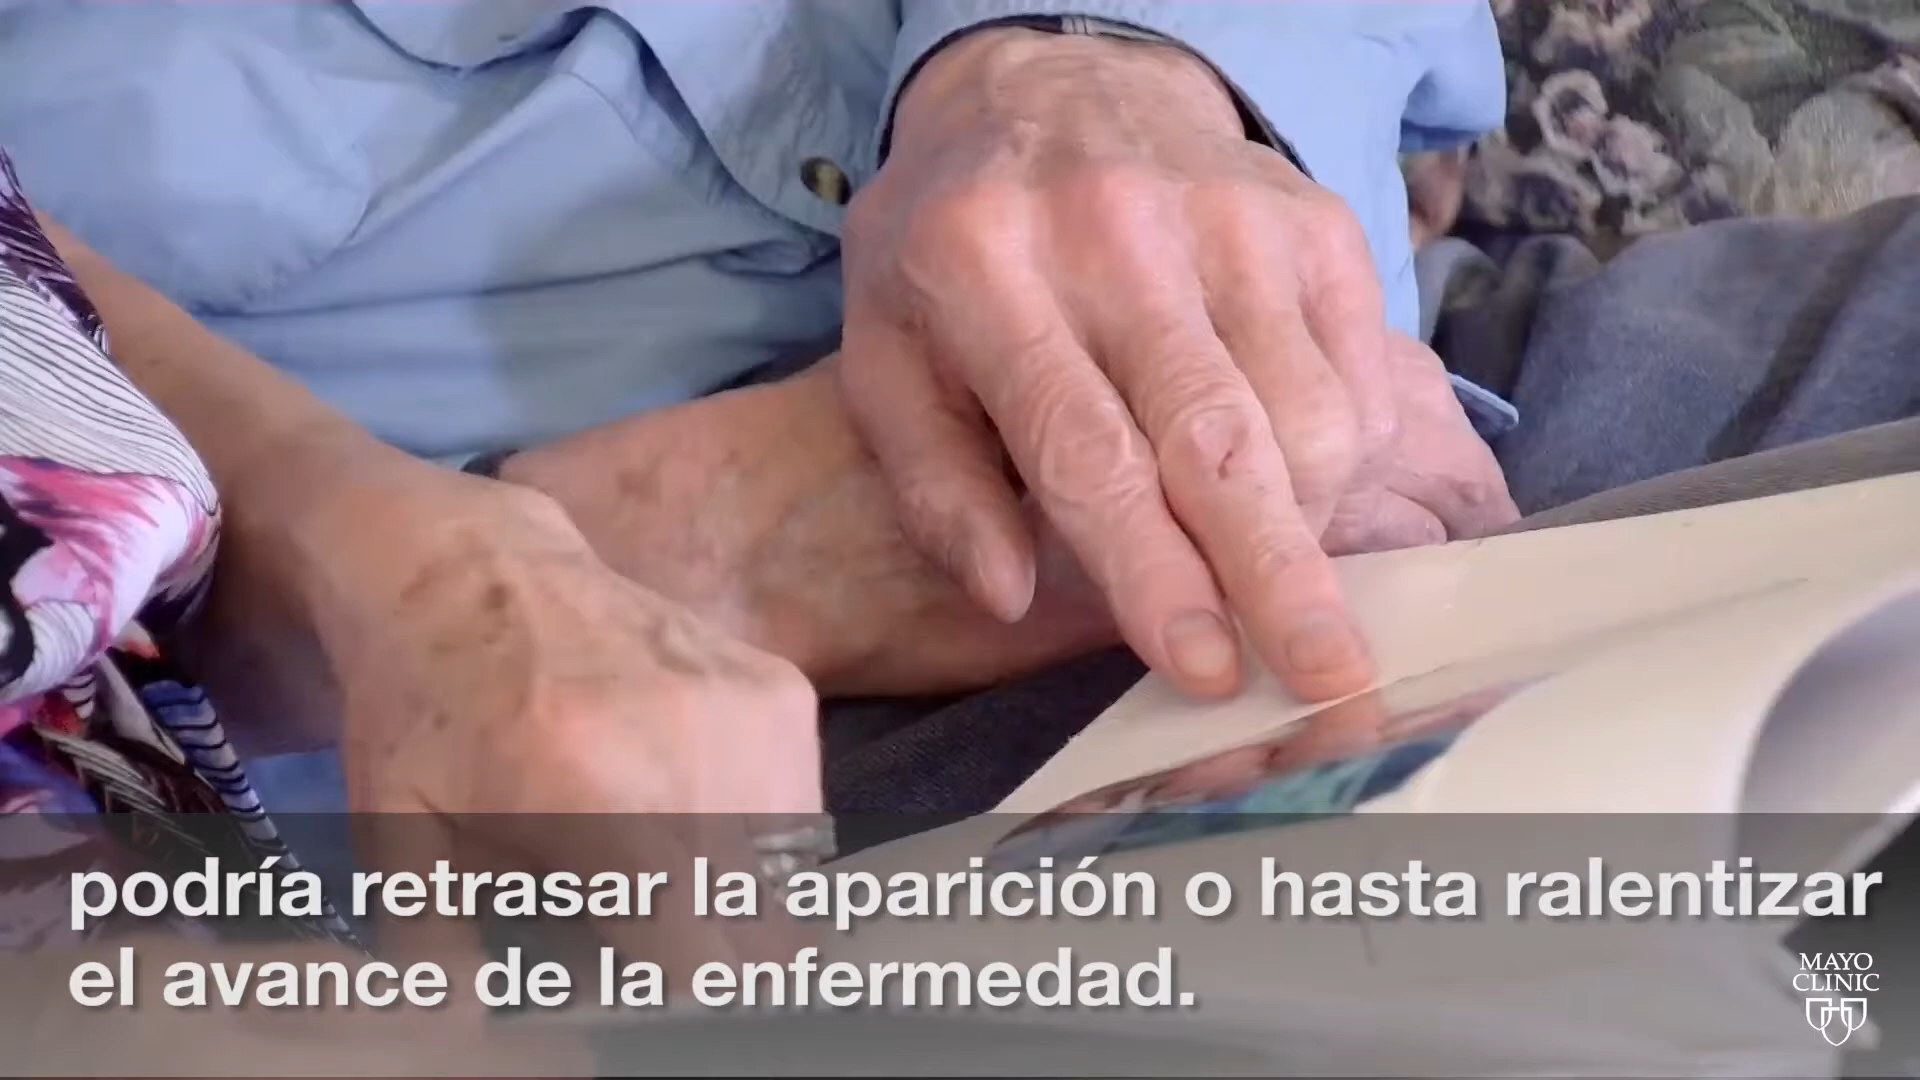 podría retrasar la aparición o hasta ralentizar
el avance de la enfermedad.
MAYO
CLINIC